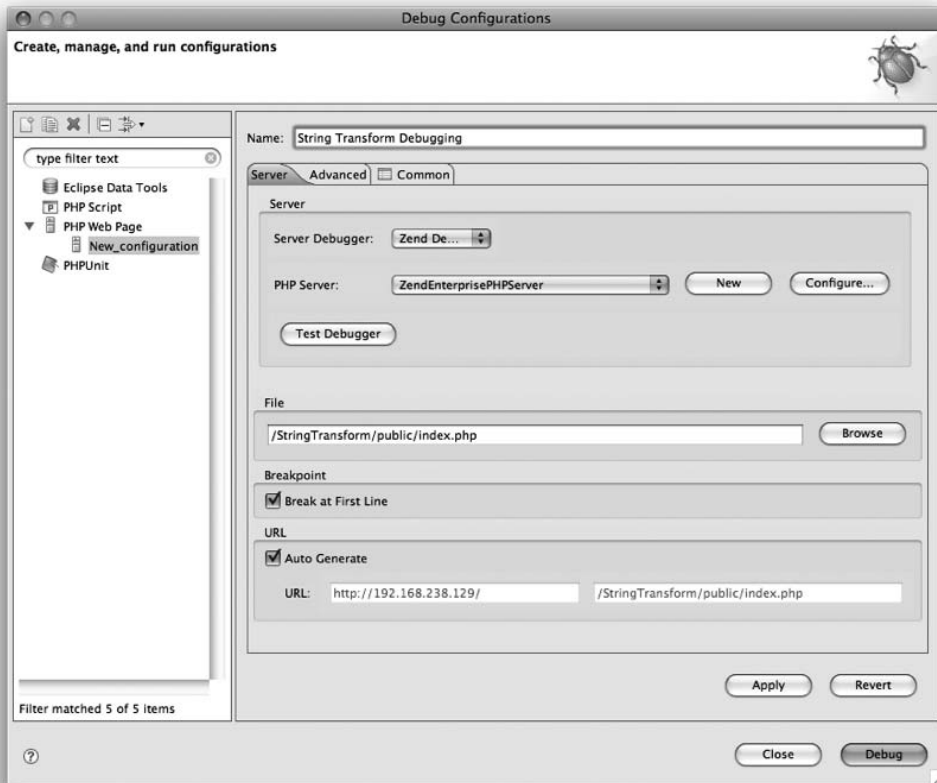 Debug Configurations
Create, manage, and run configurations
type filter text
Eclipse Data Tools
PHP Script
PHP Web Page
New_configuration
PHPUnit
Filter matched 5 of 5 items
Name: String Transform Debugging
Server Advanced Common
Server
Server Debugger: Zend De...
PHP Server: ZendEnterprisePHPServer New Configure...
Test Debugger
File
/StringTransform/public/index.php Browse
Breakpoint
Break at First Line
URL
Auto Generate
URL: http://192.168.238.129/ /StringTransform/public/index.php
Apply Revert
? Close Debug